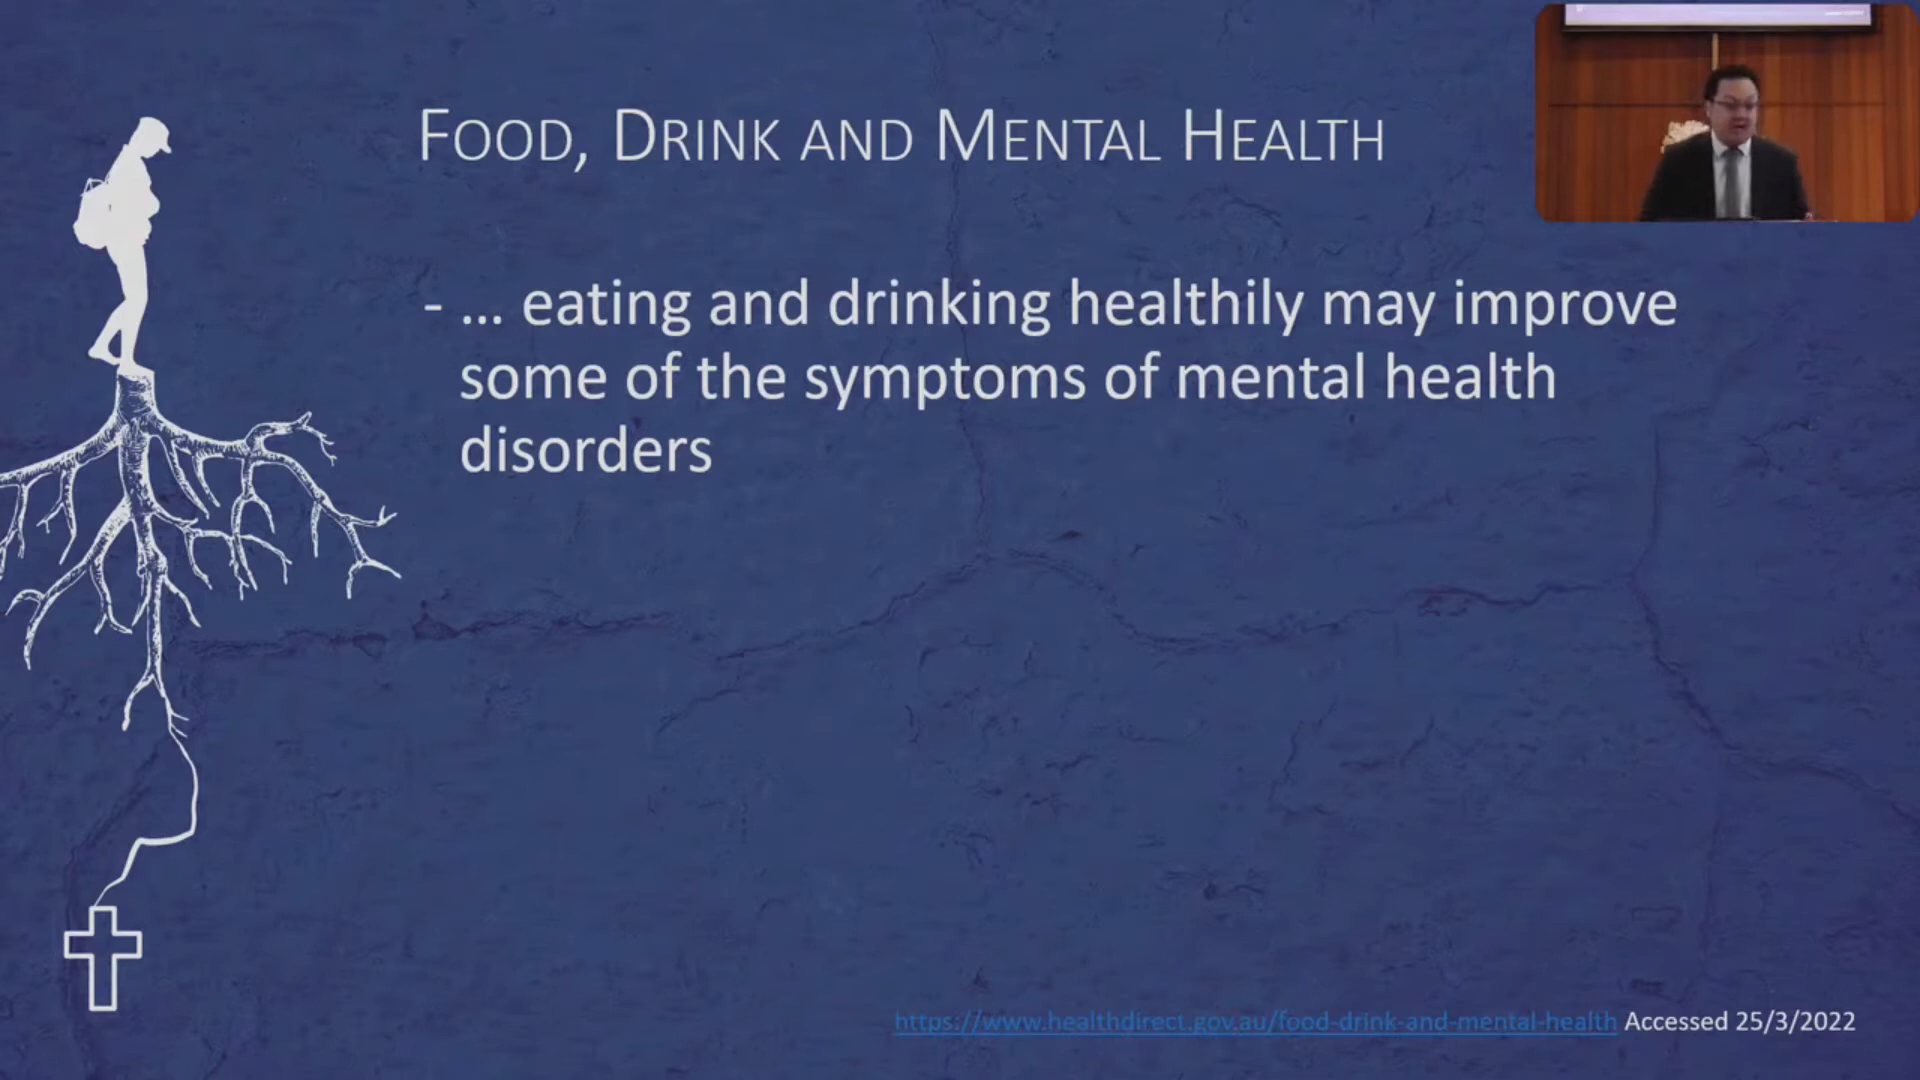 FOOD, DRINK AND MENTAL HEALTH
- ... eating and drinking healthily may improve
some of the symptoms of mental health
disorders
https://www.healthdirect.gov.au/food-drink-and-mental-health Accessed 25/3/2022